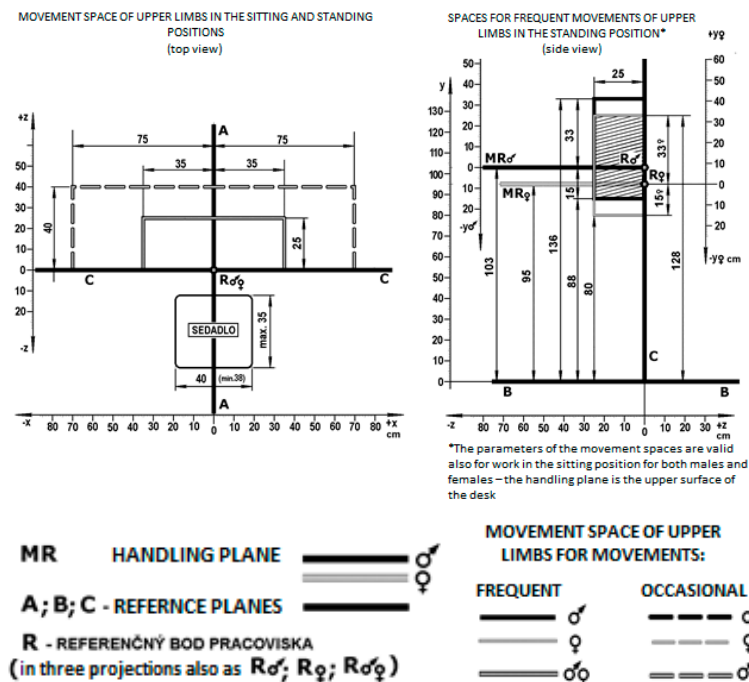 MOVEMENT SPACE OF UPPER LIMBS IN THE SITTING AND STANDING
POSITIONS
(top view)
+z
A
75 75
35 35
50
40
30
20
10
0
10
20
-z
40
25
C C
R♂♀
SEDADLO
max. 35
40 (min.38)
A
-x 80 70 60 50 40 30 20 10 0 10 20 30 40 50 60 70 80 +x
cm
SPACES FOR FREQUENT MOVEMENTS OF UPPER
LIMBS IN THE STANDING POSITION*
(side view)
+y♀
y
25
50
40
30
20
10
0
10
20
-y♂
130
120
110
100
90
80
70
60
50
40
30
20
10
0
60
50
40
30
20
10
0
10
20
-y♀ cm
33
33♀
MR♂
R♂
R♀
MR♀
15
15♀
103
95
136
88
80
128
C
B B
-z 80 70 60 50 40 30 20 10 0 10 20 30 +z
cm
*The parameters of the movement spaces are valid
also for work in the sitting position for both males and
females – the handling plane is the upper surface of
the desk
MR HANDLING PLANE ♂
♀
A; B; C - REFERNCE PLANES
R - REFERENČNÝ BOD PRACOVISKA
(in three projections also as R♂; R♀; R♂♀)
MOVEMENT SPACE OF UPPER
LIMBS FOR MOVEMENTS:
FREQUENT OCCASIONAL
♂
♀
♂♀